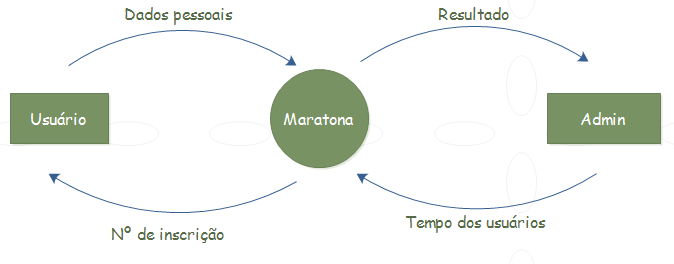 Dados pessoais
Resultado
Usuário
Maratona
Admin
Nº de inscrição
Tempo dos usuários